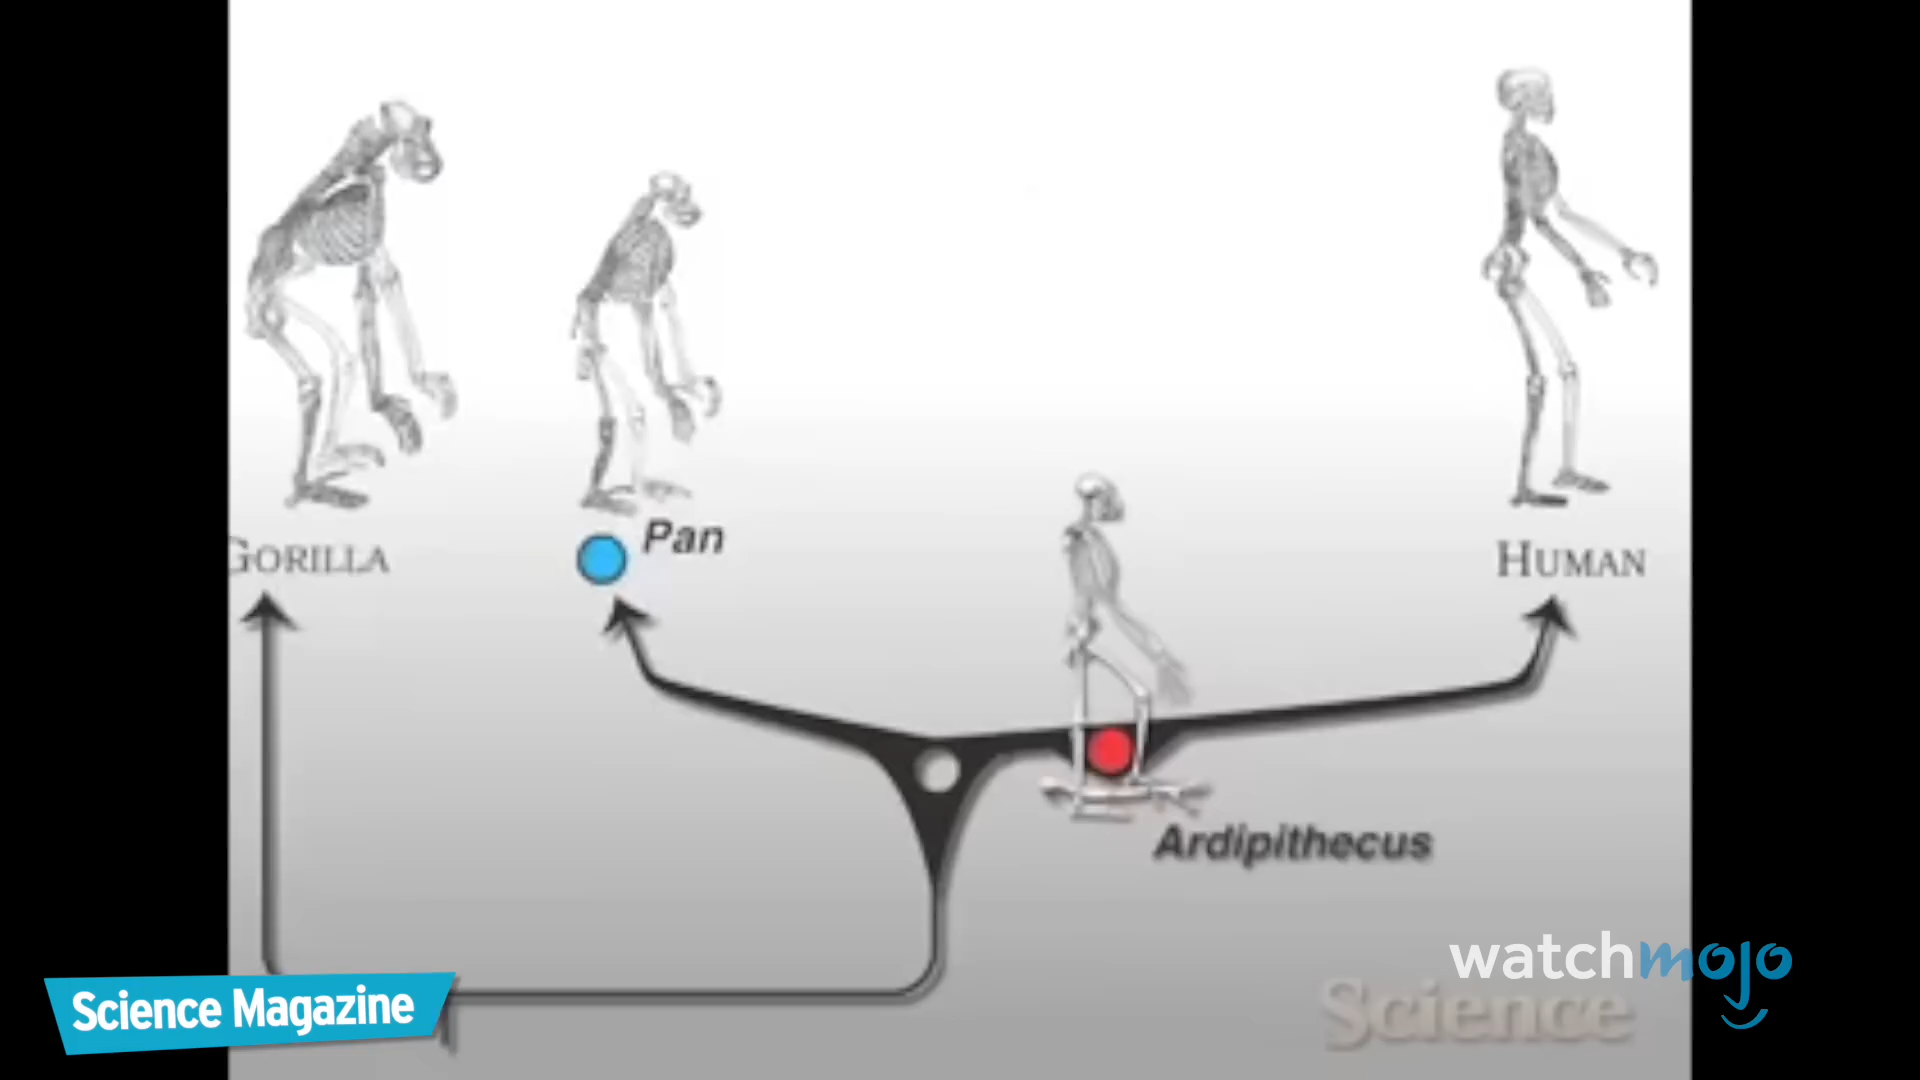 Pan
GORILLA
HUMAN
Ardipithecus
watchmojo
Science Magazine
Science